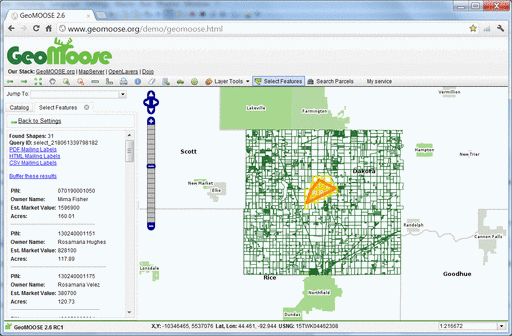 GeoMOOSE 2.6
www.geomoose.org/demo/geomoose.html
GeoMoose
Our Stack: GeoMOOSE.org | MapServer | OpenLayers | Dojo
Layer Tools
Select Features
Search Parcels
My service
Jump To:
Catalog
Select Features
Back to Settings
Found Shapes: 31
Query ID: select_218061339798182
PDF Mailing Labels
HTML Mailing Labels
CSV Mailing Labels
Buffer these results
PIN: 070190001050
Owner Name: Mirna Fisher
Est. Market Value: 1596900
Acres: 160.01
PIN: 130240001151
Owner Name: Rosamaria Hughes
Est. Market Value: 828100
Acres: 117.89
PIN: 130240001175
Owner Name: Rosamaria Velez
Est. Market Value: 380700
Acres: 120.73
Vermillion
Lakeville
Farmington
Scott
Hampton
New Trier
Dakota
New Market
Elko
Randolph
Cannon Falls
Lonsdale
Rice
Goodhue
Northfield
Dundas
GeoMOOSE 2.6 RC1
X,Y: -10346465, 5537076 Lat, Lon: 44.461, -92.944 USNG: 15TWK04462308
1:216672